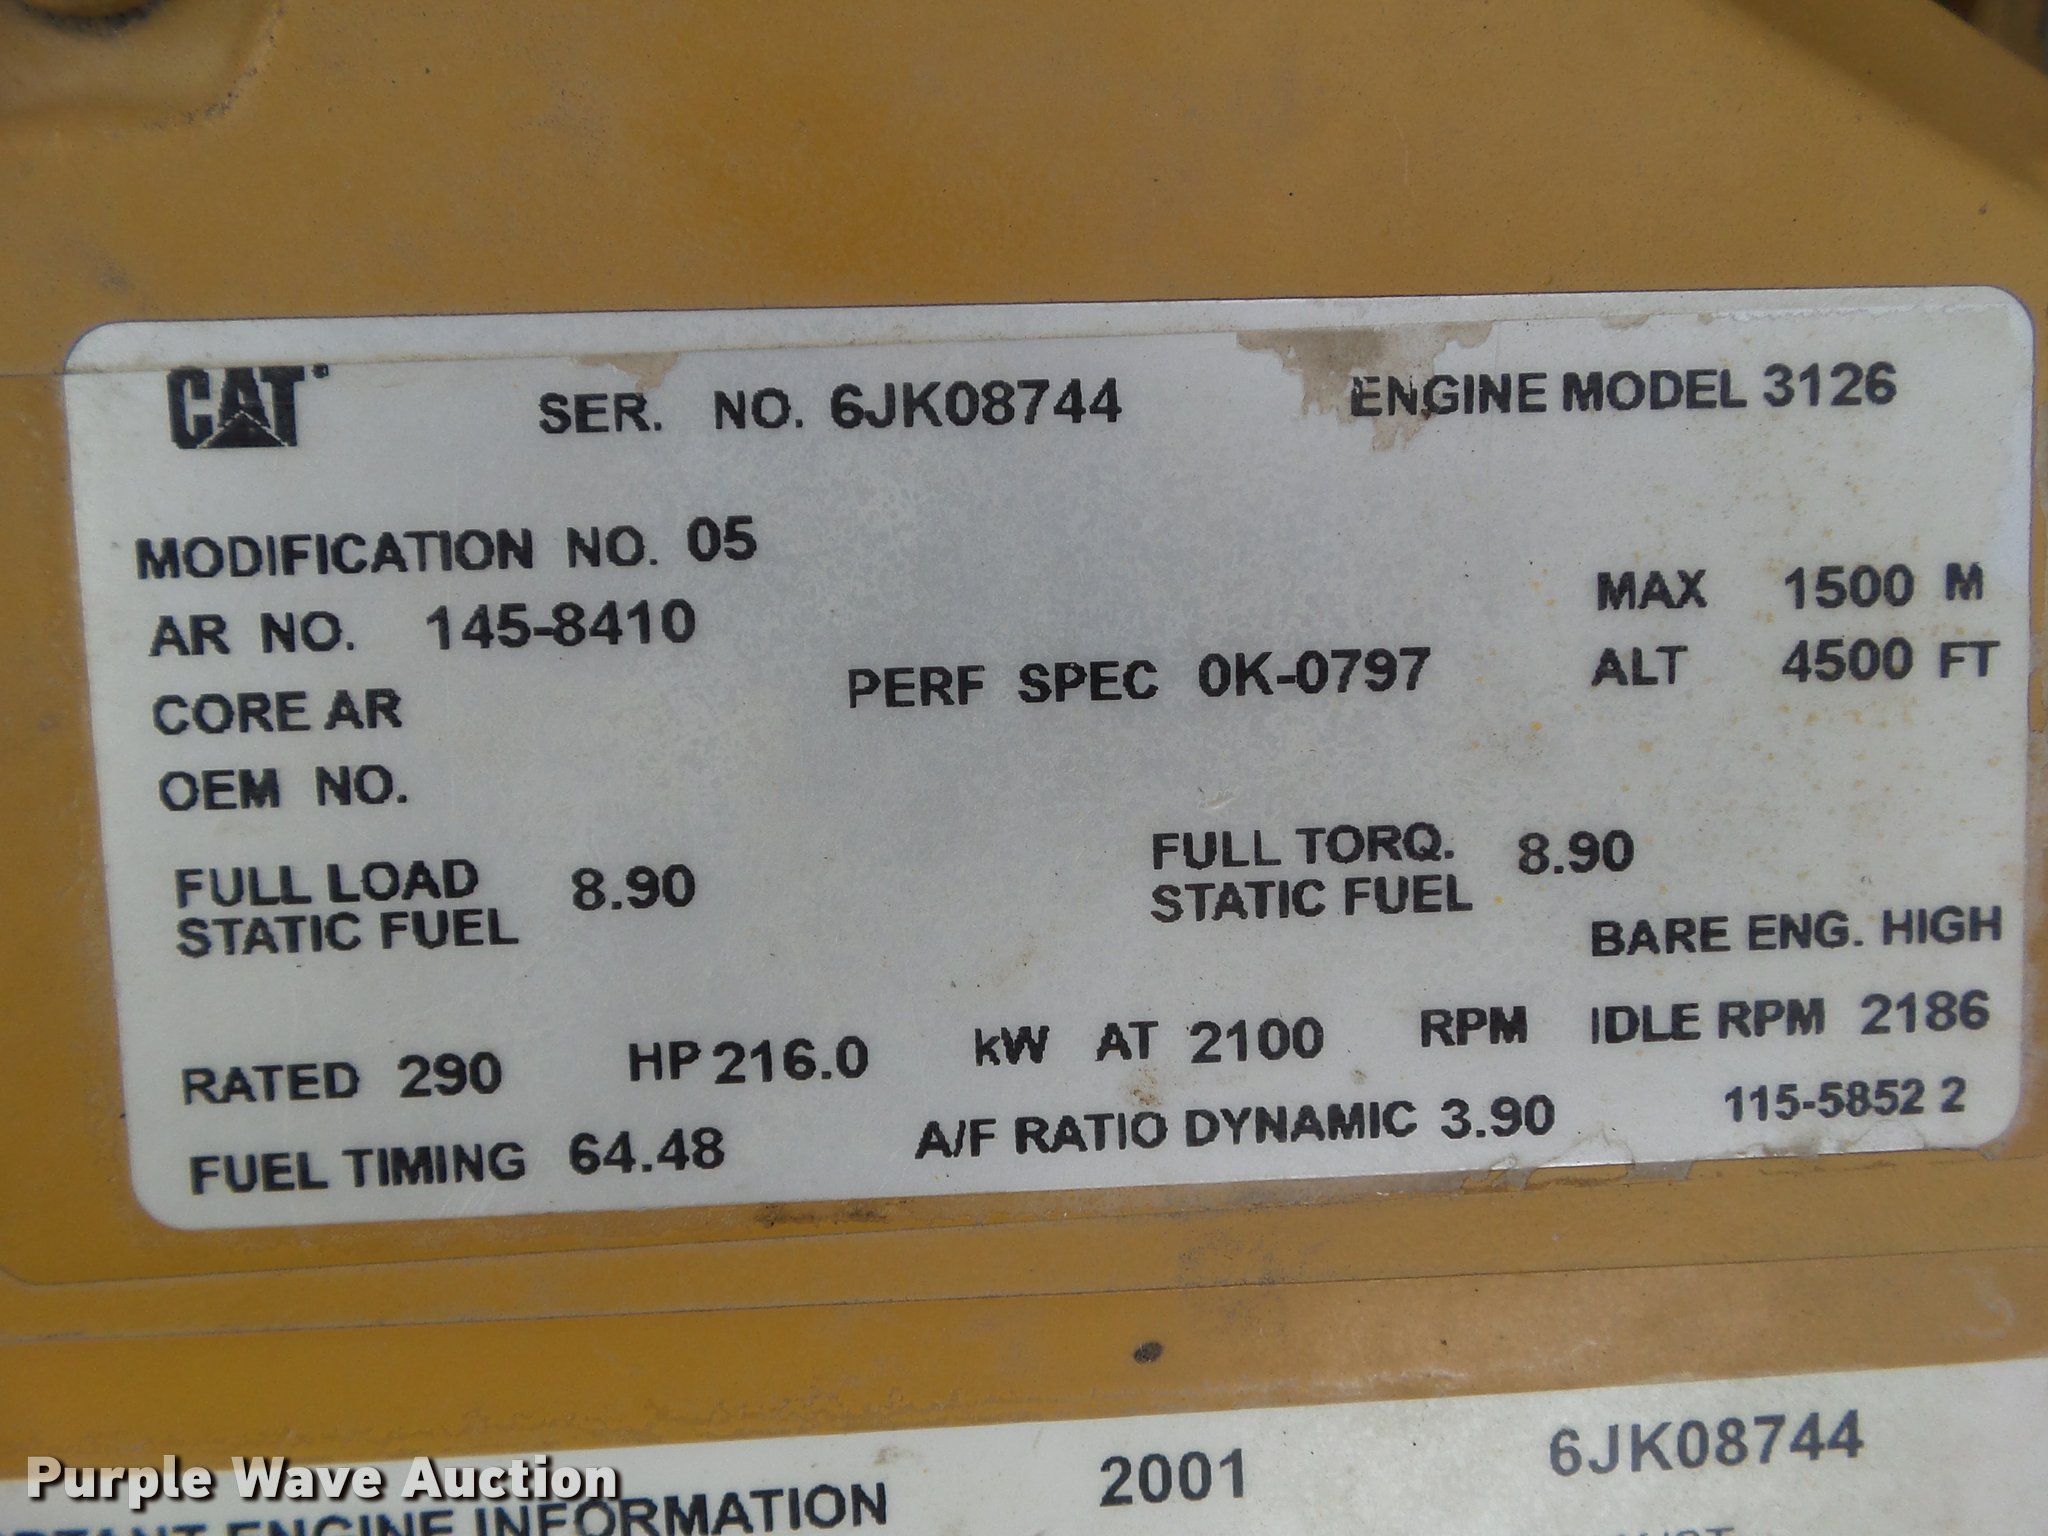 CAT SER. NO. 6JK08744 ENGINE MODEL 3126
MODIFICATION NO. 05
AR NO. 145-8410
MAX 1500 M
CORE AR
PERF SPEC 0K-0797
ALT 4500 FT
OEM NO.
FULL LOAD
STATIC FUEL 8.90
FULL TORQ.
STATIC FUEL 8.90
BARE ENG. HIGH
RATED 290 HP 216.0 kW AT 2100 RPM IDLE RPM 2186
FUEL TIMING 64.48 A/F RATIO DYNAMIC 3.90 115-5852 2
2001 6JK08744
ENGINE INFORMATION
Purple Wave Auction